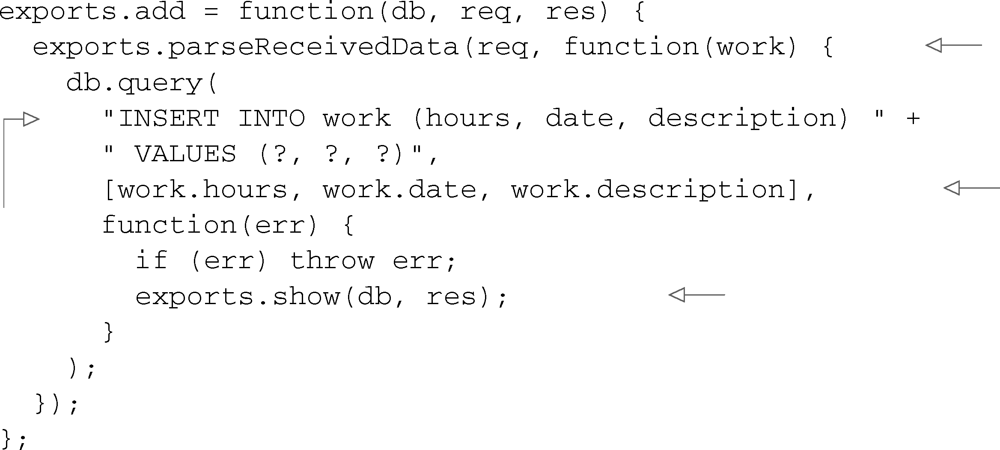 exports.add = function(db, req, res) {
  exports.parseReceivedData(req, function(work) {
    db.query(
      "INSERT INTO work (hours, date, description) " +
      " VALUES (?, ?, ?)",
      [work.hours, work.date, work.description],
      function(err) {
        if (err) throw err;
        exports.show(db, res);
      }
    );
  });
};